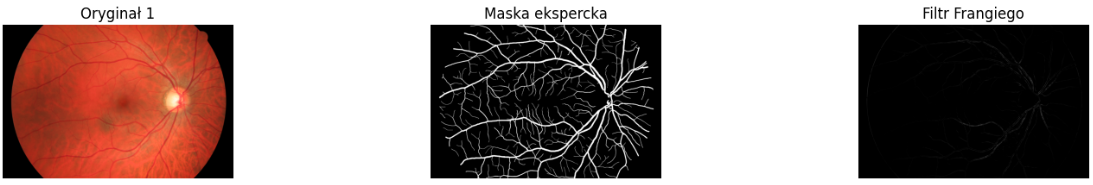 Oryginał 1
Maska ekspercka
Filtr Frangiego